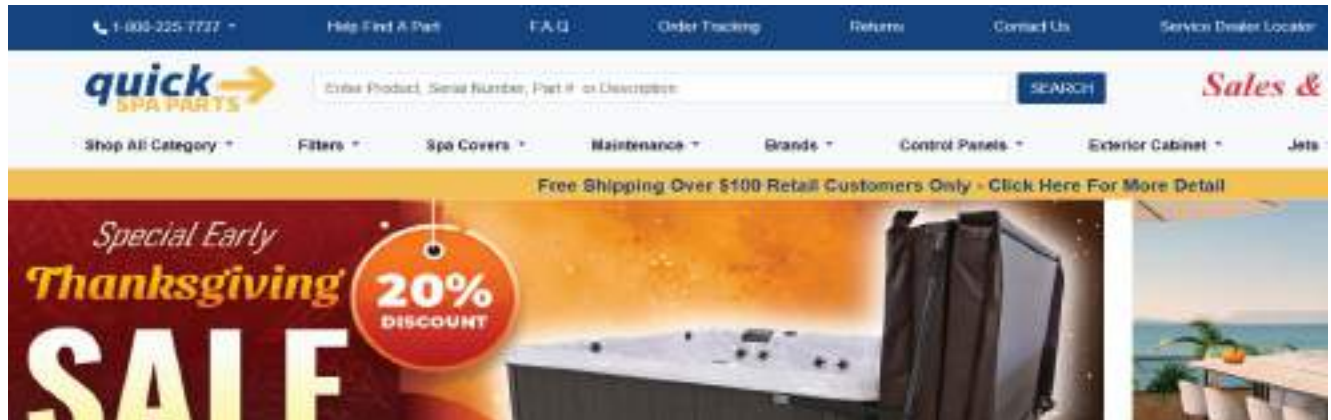 1-800-225-7727
Help Find A Part
F.A.Q
Order Tracking
Returns
Contact Us
Service Dealer Locator
quick
SPA PARTS
Enter Product, Serial Number, Part # or Description
SEARCH
Sales &
Shop All Category
Filters
Spa Covers
Maintenance
Brands
Control Panels
Exterior Cabinet
Jets
Free Shipping Over $100 Retail Customers Only - Click Here For More Detail
Special Early
Thanksgiving
SALE
20%
DISCOUNT